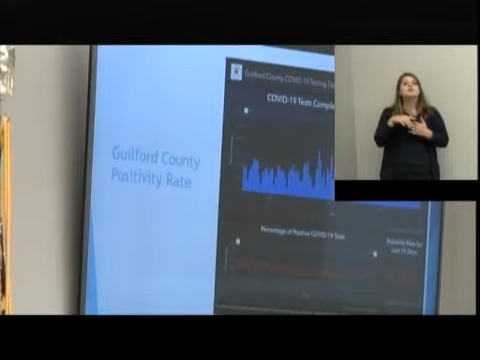 Guilford County
Positivity Rate
Guilford County COVID-19 Testing Da
COVID-19 Tests Comple
Percentage of Positive COVID-19 Tests
Positivity Rate for
Last 14 Days